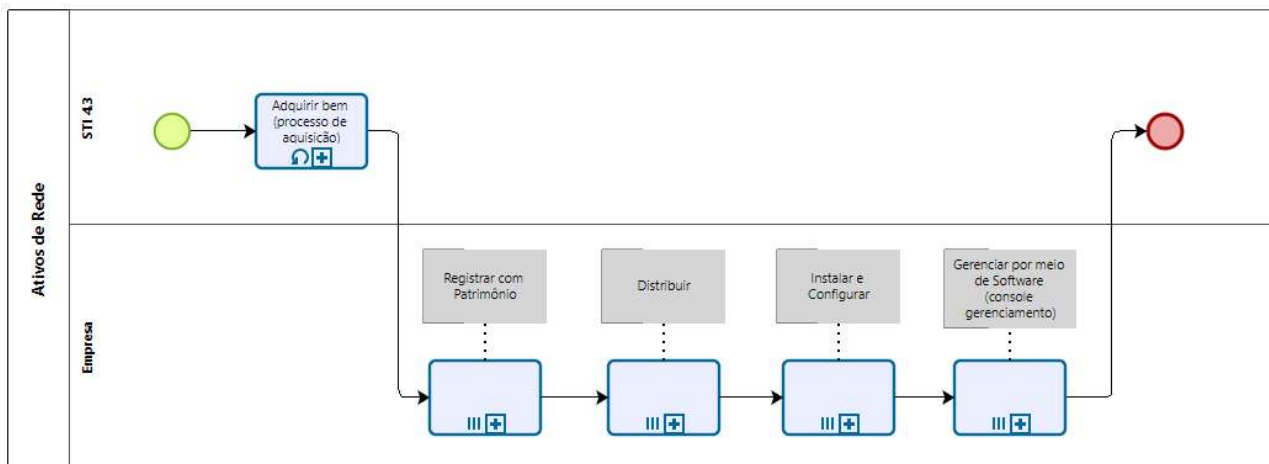 Ativos de Rede
STI 43
Adquirir bem
(processo de
aquisição)
Empresa
Registrar com
Patrimônio
Distribuir
Instalar e
Configurar
Gerenciar por meio
de Software
(console
gerenciamento)